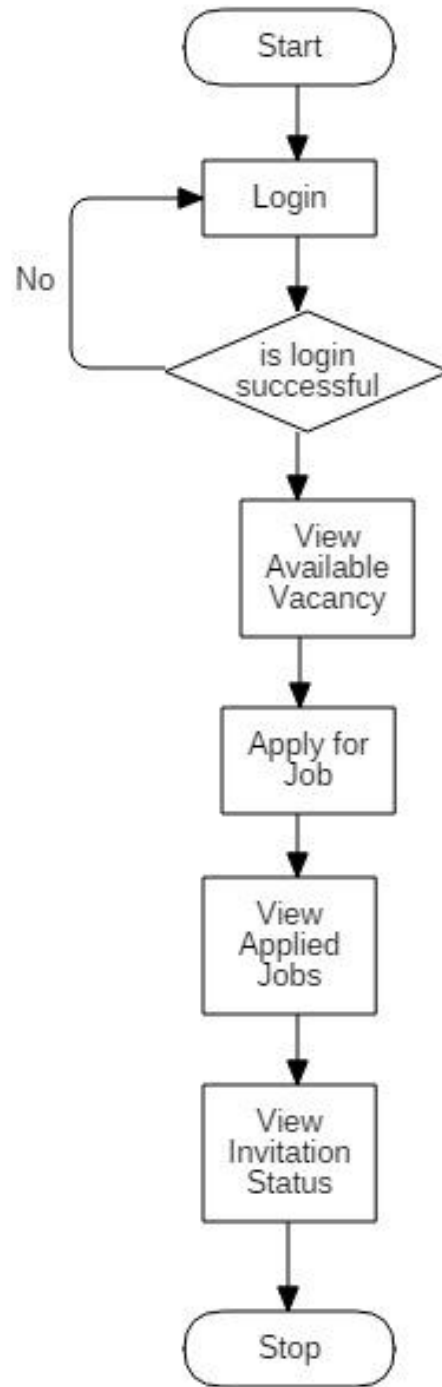 Start
Login
No
is login
successful
View
Available
Vacancy
Apply for
Job
View
Applied
Jobs
View
Invitation
Status
Stop